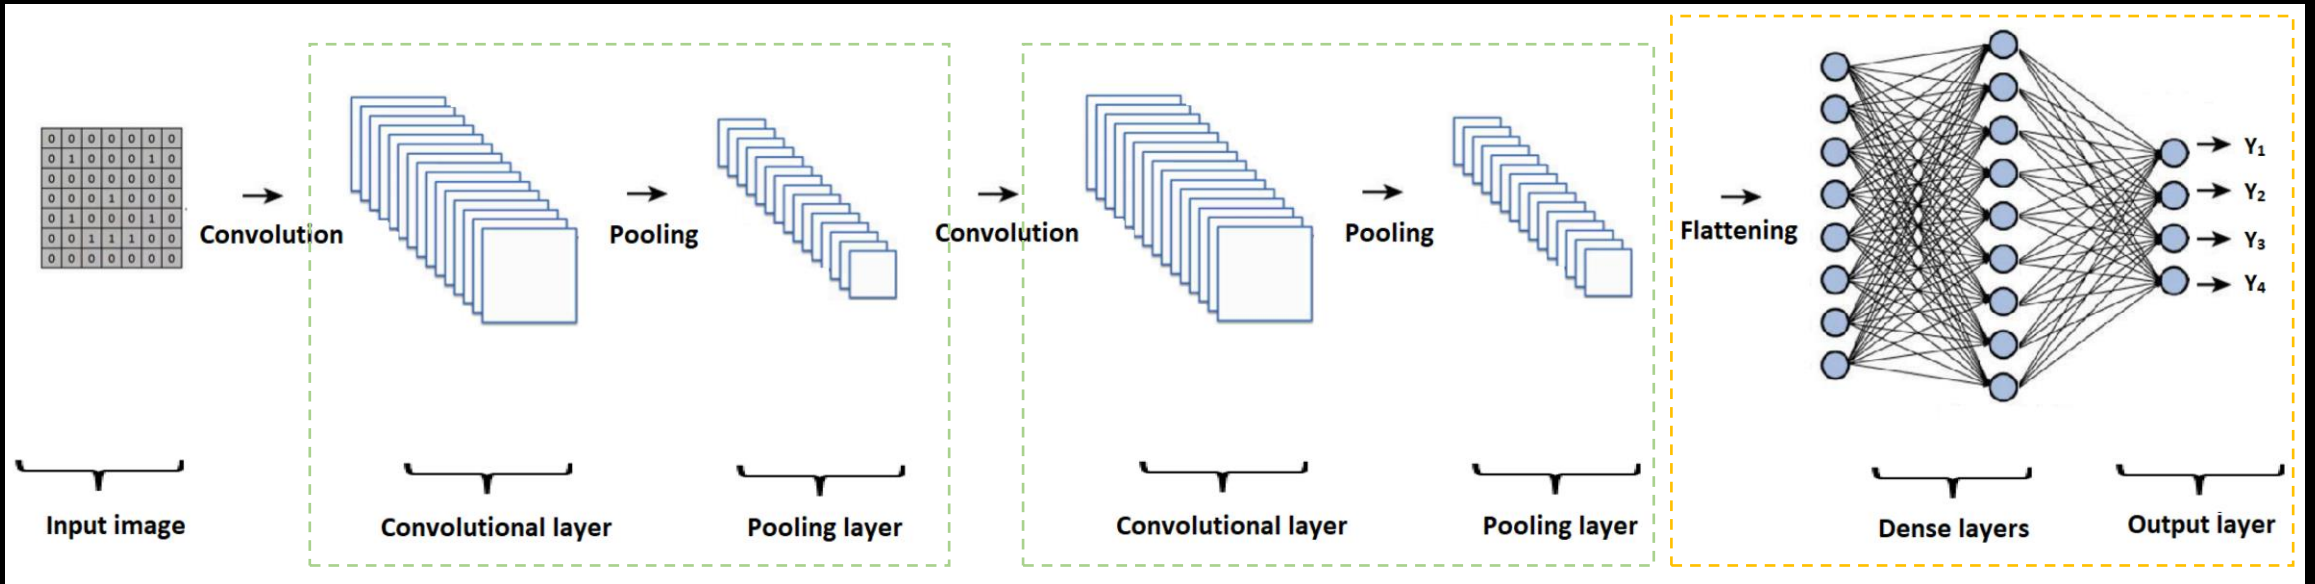 0 0 0 0 0 0 0
0 1 0 0 0 1 0
0 0 0 0 0 0 0
0 0 0 1 0 0 0
0 1 0 0 0 1 0
0 0 1 1 1 0 0
0 0 0 0 0 0 0
Convolution
Pooling
Convolution
Pooling
Flattening
Y₁
Y₂
Y₃
Y₄
Input image
Convolutional layer
Pooling layer
Convolutional layer
Pooling layer
Dense layers
Output layer